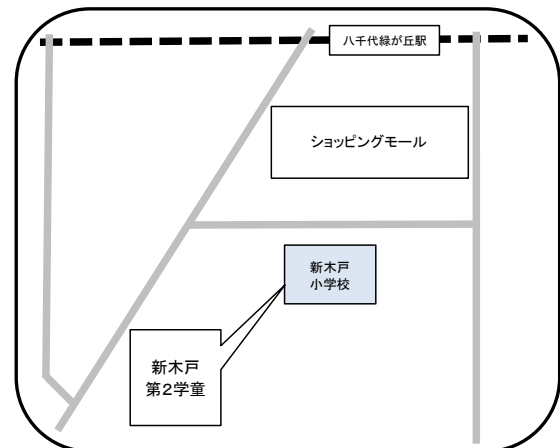 八千代緑が丘駅
ショッピングモール
新木戸
小学校
新木戸
第2学童